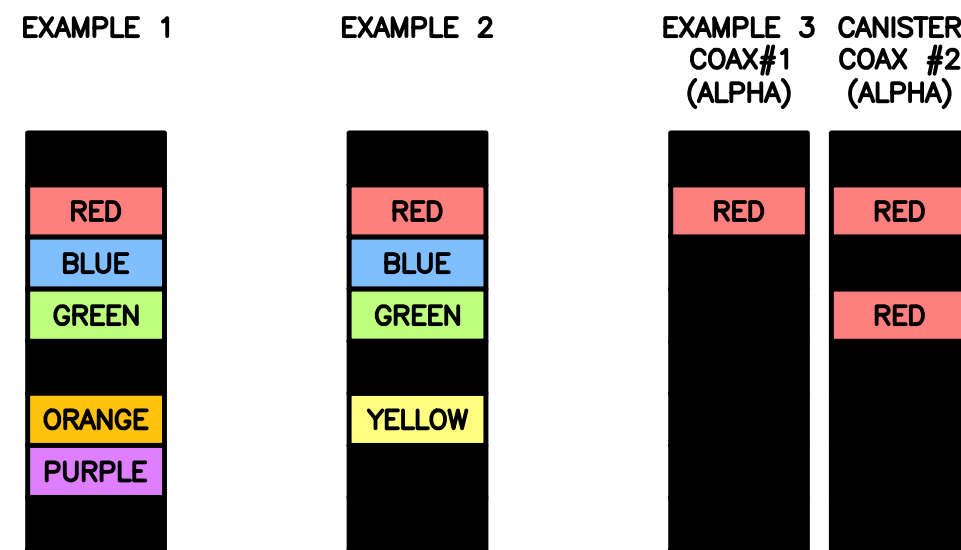 EXAMPLE 1
RED
BLUE
GREEN
ORANGE
PURPLE
EXAMPLE 2
RED
BLUE
GREEN
YELLOW
EXAMPLE 3
COAX#1
(ALPHA)
RED
CANISTER
COAX #2
(ALPHA)
RED
RED